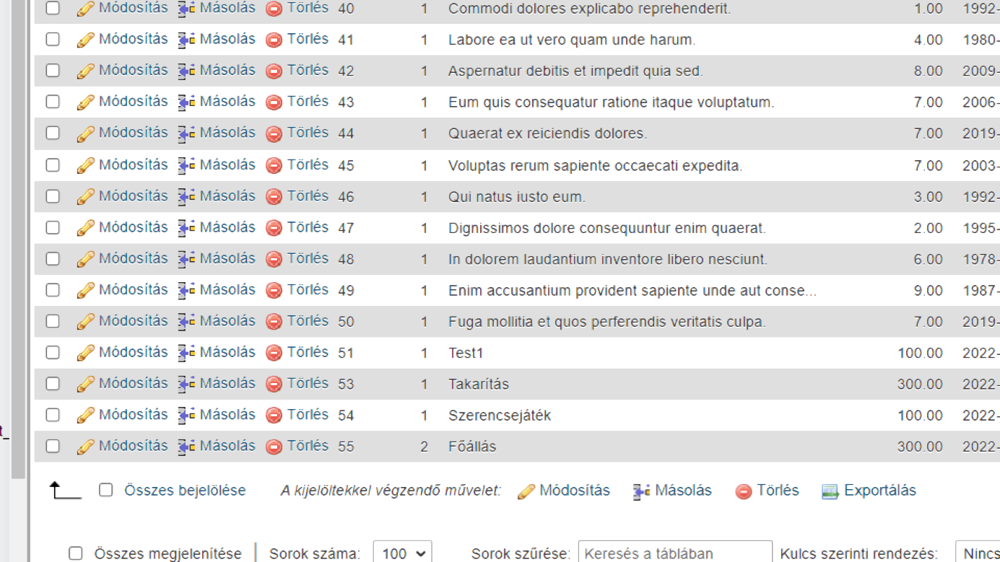 Módosítás Másolás Törlés 40 1 Commodi dolores explicabo reprehenderit. 1.00 1992-
Módosítás Másolás Törlés 41 1 Labore ea ut vero quam unde harum. 4.00 1980-
Módosítás Másolás Törlés 42 1 Aspernatur debitis et impedit quia sed. 8.00 2009-
Módosítás Másolás Törlés 43 1 Eum quis consequatur ratione itaque voluptatum. 7.00 2006-
Módosítás Másolás Törlés 44 1 Quaerat ex reiciendis dolores. 7.00 2019-
Módosítás Másolás Törlés 45 1 Voluptas rerum sapiente occaecati expedita. 7.00 2003-
Módosítás Másolás Törlés 46 1 Qui natus iusto eum. 3.00 1992-
Módosítás Másolás Törlés 47 1 Dignissimos dolore consequuntur enim quaerat. 2.00 1995-
Módosítás Másolás Törlés 48 1 In dolorem laudantium inventore libero nesciunt. 6.00 1978-
Módosítás Másolás Törlés 49 1 Enim accusantium provident sapiente unde aut conse... 9.00 1987-
Módosítás Másolás Törlés 50 1 Fuga mollitia et quos perferendis veritatis culpa. 7.00 2019-
Módosítás Másolás Törlés 51 1 Test1 100.00 2022-
Módosítás Másolás Törlés 53 1 Takarítás 300.00 2022-
Módosítás Másolás Törlés 54 1 Szerencsejáték 100.00 2022-
t_
Módosítás Másolás Törlés 55 2 Főállás 300.00 2022-
Összes bejelölése A kijelöltekkel végzendő művelet: Módosítás Másolás Törlés Exportálás
Összes megjelenítése Sorok száma: 100 Sorok szűrése: Keresés a táblában Kulcs szerinti rendezés: Nincs